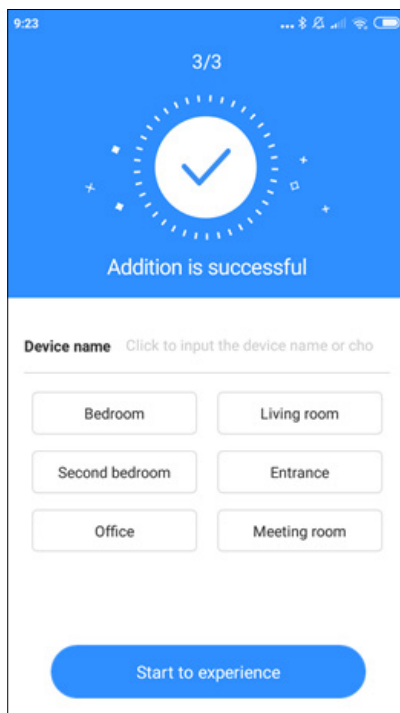 9:23
3/3
Addition is successful
Device name Click to input the device name or cho
Bedroom Living room
Second bedroom Entrance
Office Meeting room
Start to experience